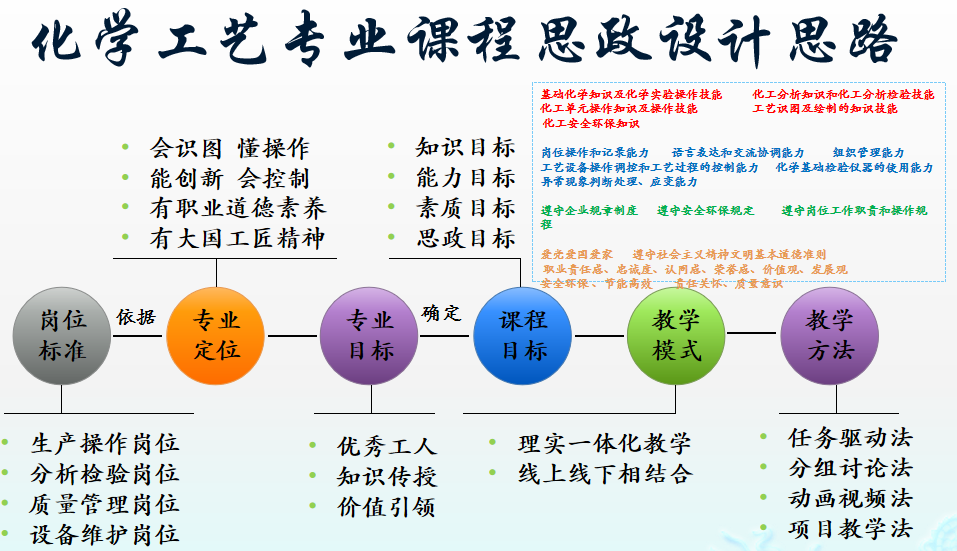 化学工艺专业课程思政设计思路
基础化学知识及化学实验操作技能 化工分析知识和化工分析检验技能
化工单元操作知识及操作技能 工艺识图及绘制的知识技能
化工安全环保知识
岗位操作和记录能力 语言表达和交流协调能力 组织管理能力
工艺设备操作调控和工艺过程的控制能力 化学基础检验仪器的使用能力
异常现象判断处理、应变能力
遵守企业规章制度 遵守安全环保规定 遵守岗位工作职责和操作规
程
爱党爱国爱家 遵守社会主义精神文明基本道德准则
职业责任感、忠诚度、认同感、荣誉感、价值观、发展观
安全环保、节能高效 责任关怀、质量意识
• 会识图 懂操作
• 能创新 会控制
• 有职业道德素养
• 有大国工匠精神
• 知识目标
• 能力目标
• 素质目标
• 思政目标
岗位
标准
依据
专业
定位
专业
目标
确定
课程
目标
教学
模式
教学
方法
• 生产操作岗位
• 分析检验岗位
• 质量管理岗位
• 设备维护岗位
• 优秀工人
• 知识传授
• 价值引领
• 理实一体化教学
• 线上线下相结合
• 任务驱动法
• 分组讨论法
• 动画视频法
• 项目教学法